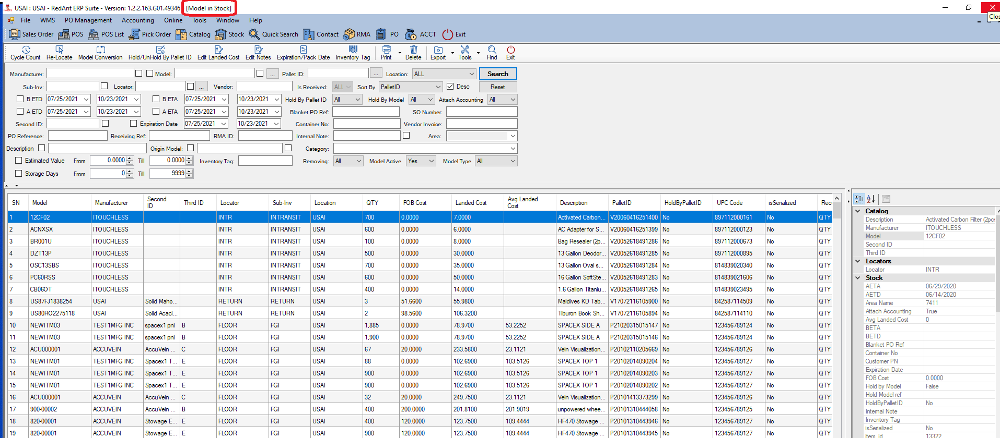 USAI : USAI - RedAnt ERP Suite - Version: 1.2.2.163.G01.49346 [Model in Stock]
Clos
File WMS PO Management Accounting Online Tools Window Help
Sales Order POS POS List Pick Order Catalog Stock Quick Search Contact RMA PO ACCT Exit
Cycle Count Re-Locate Model Conversion Hold/UnHold By Pallet ID Edit Landed Cost Edit Notes Expiration/Pack Date Inventory Tag Print Delete Export Tools Find Exit
Manufacturer: Model: ... Pallet ID: ... Location: ALL Search
Sub-Inv: Locator: ... Vendor: Is Received: ALL Sort By PalletID Desc Reset
B ETD 07/25/2021 10/23/2021 B ETA 07/25/2021 10/23/2021 Hold By Pallet ID All Hold By Model All Attach Accounting All
A ETD 07/25/2021 10/23/2021 A ETA 07/25/2021 10/23/2021 Blanket PO Ref: SO Number:
Second ID: Expiration Date 07/25/2021 10/23/2021 Container No: Vendor Invoice:
PO Reference: Receiving Ref: RMA ID: Internal Note: Area:
Description Origin Model: Category:
Estimated Value From 0.0000 Till 0.0000 Inventory Tag: Removing: All Model Active Yes Model Type All
Storage Days From 0 Till 9999
SN Model Manufacturer Second ID Third ID Locator Sub-Inv Location QTY FOB Cost Landed Cost Avg Landed Cost Description PalletID HoldByPalletID UPC Code isSerialized Rece
1 12CF02 ITOUCHLESS INTR INTRANSIT USAI 700 0.0000 7.0000 Activated Carbon... V20060416251400 No 897112000161 No QTY
2 ACNXSX ITOUCHLESS INTR INTRANSIT USAI 600 0.0000 6.0000 AC Adapter for S... V20060416251399 No 897112000123 No QTY
3 BR001U ITOUCHLESS INTR INTRANSIT USAI 100 0.0000 8.0000 Bag Resealer (2p... V20052618491286 No 897112000673 No QTY
4 DZT13P ITOUCHLESS INTR INTRANSIT USAI 500 0.0000 30.0000 13 Gallon Deodor... V20052618491285 No 897112000895 No QTY
5 OSC13SBS ITOUCHLESS INTR INTRANSIT USAI 700 0.0000 35.0000 13 Gallon Oval s... V20052618491284 No 814839020340 No QTY
6 PC60RSS ITOUCHLESS INTR INTRANSIT USAI 600 0.0000 50.0000 16 Gallon SoftSte... V20052618491283 No 814839021606 No QTY
7 CB06OT ITOUCHLESS INTR INTRANSIT USAI 400 0.0000 14.0000 1.6 Gallon Titaniu... V20052618491265 No 814839023495 No QTY
8 US87FJ1838254 USAI Solid Maho... RETURN RETURN USAI 3 51.6600 55.9800 Maldives KD Tab... V17072116105900 No 842587114509 No QTY
9 US80RO2275118 USAI Solid Acaci... RETURN RETURN USAI 2 98.5600 106.3200 Tiburon Book Sh... V17072116105894 No 842587114110 No QTY
10 NEWITM03 TEST1MFG INC spacex1 pnl B FLOOR FGI USAI 1,885 0.0000 78.9700 53.2252 SPACEX SIDE A P21020315015147 No 123456789124 No QTY
11 NEWITM03 TEST1MFG INC spacex1 pnl B FLOOR FGI USAI 1,900 0.0000 78.9700 53.2252 SPACEX SIDE A P21020315015146 No 123456789124 No QTY
12 ACU000001 ACCUVEIN AccuVein ... C FLOOR FGI USAI 67 20.0000 233.5800 23.1121 Vein Visualization... P20102110205669 No 123456789126 No QTY
13 NEWITM01 TEST1MFG INC Spacex1 T... E FLOOR FGI USAI 88 0.0000 102.6900 103.5126 SPACEX TOP 1 P20102014090204 No 123456789127 No QTY
14 NEWITM01 TEST1MFG INC Spacex1 T... E FLOOR FGI USAI 900 0.0000 102.6900 103.5126 SPACEX TOP 1 P20102014090203 No 123456789127 No QTY
15 NEWITM01 TEST1MFG INC Spacex1 T... E FLOOR FGI USAI 900 0.0000 102.6900 103.5126 SPACEX TOP 1 P20102014090202 No 123456789127 No QTY
16 ACU000001 ACCUVEIN AccuVein ... C FLOOR FGI USAI 32 20.0000 249.7500 23.1121 Vein Visualization... P20101413373299 No 123456789126 No QTY
17 900-00002 ACCUVEIN AccuVein ... B FLOOR FGI USAI 400 200.0000 201.8100 201.9019 unpowered whee... P20101310444058 No 123456789125 No QTY
18 820-00001 ACCUVEIN Stowage E... E FLOOR FGI USAI 400 120.0000 123.7500 109.4444 HF470 Stowage ... P20101310443946 No 123456789127 No QTY
19 820-00001 ACCUVEIN Stowage E... E FLOOR FGI USAI 900 120.0000 123.7500 109.4444 HF470 Stowage ... P20101310443945 No 123456789127 No QTY
Catalog
Description Activated Carbon Filter (2pcs
Manufacturer ITOUCHLESS
Model 12CF02
Second ID
Third ID
Locators
Locator INTR
Stock
AETA 06/29/2020
AETD 06/14/2020
Area Name 7411
Attach Accounting True
Avg Landed Cost 0
BETA
BETD
Blanket PO Ref
Container No
Customer PN
Expiration Date
FOB Cost 0.0000
Hold by Model False
Hold Model ref
HoldByPalletID No
Internal Note
Inventory Tag
isSerialized No
item_id 13322